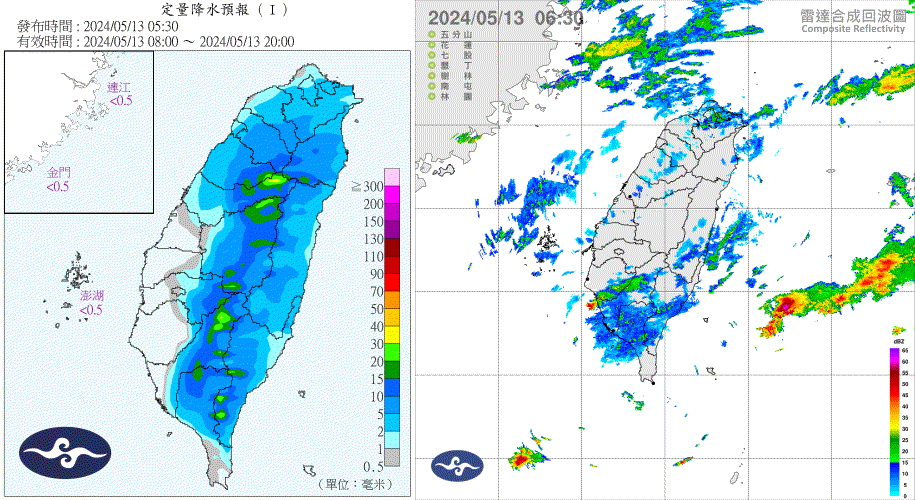 定量降水預報 ( I )
發布時間 : 2024/05/13 05:30
有效時間 : 2024/05/13 08:00 ～ 2024/05/13 20:00
連江
<0.5
金門
<0.5
澎湖
<0.5
≧ 300
200
150
130
110
90
70
50
40
30
20
15
10
5
2
1
0.5
(單位：毫米)
2024/05/13 06:30
五分山
花蓮
七股
墾丁
樹林
南屯
林園
雷達合成回波圖
Composite Reflectivity
dBZ
65
60
55
50
45
40
35
30
25
20
15
10
5
0